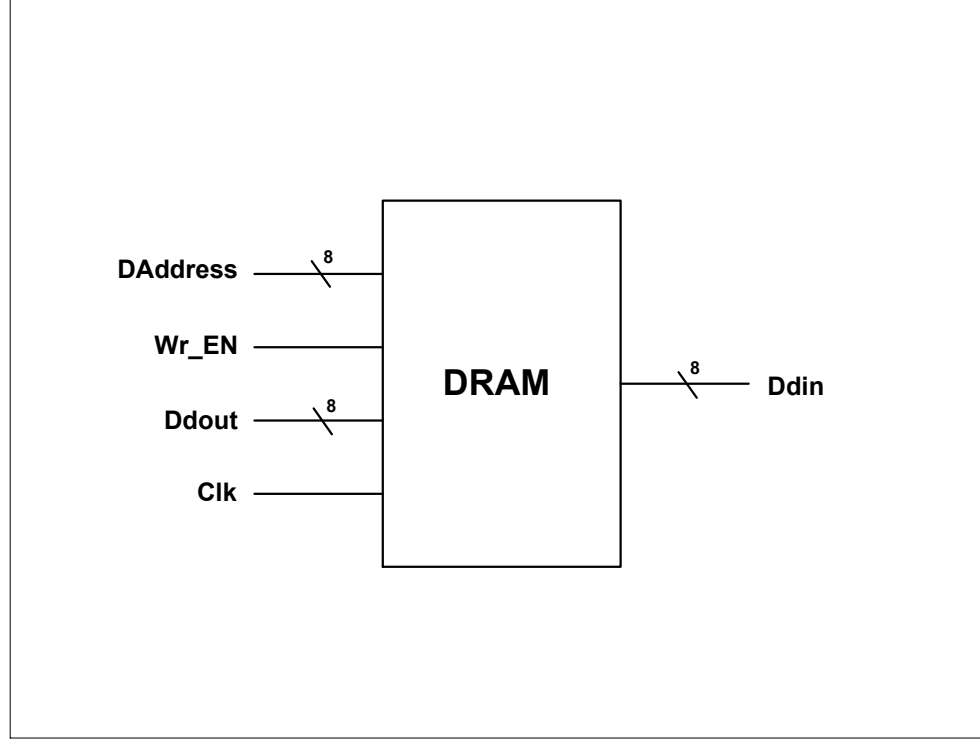 DAddress
8
Wr_EN
Ddout
8
Clk
DRAM
8
Ddin